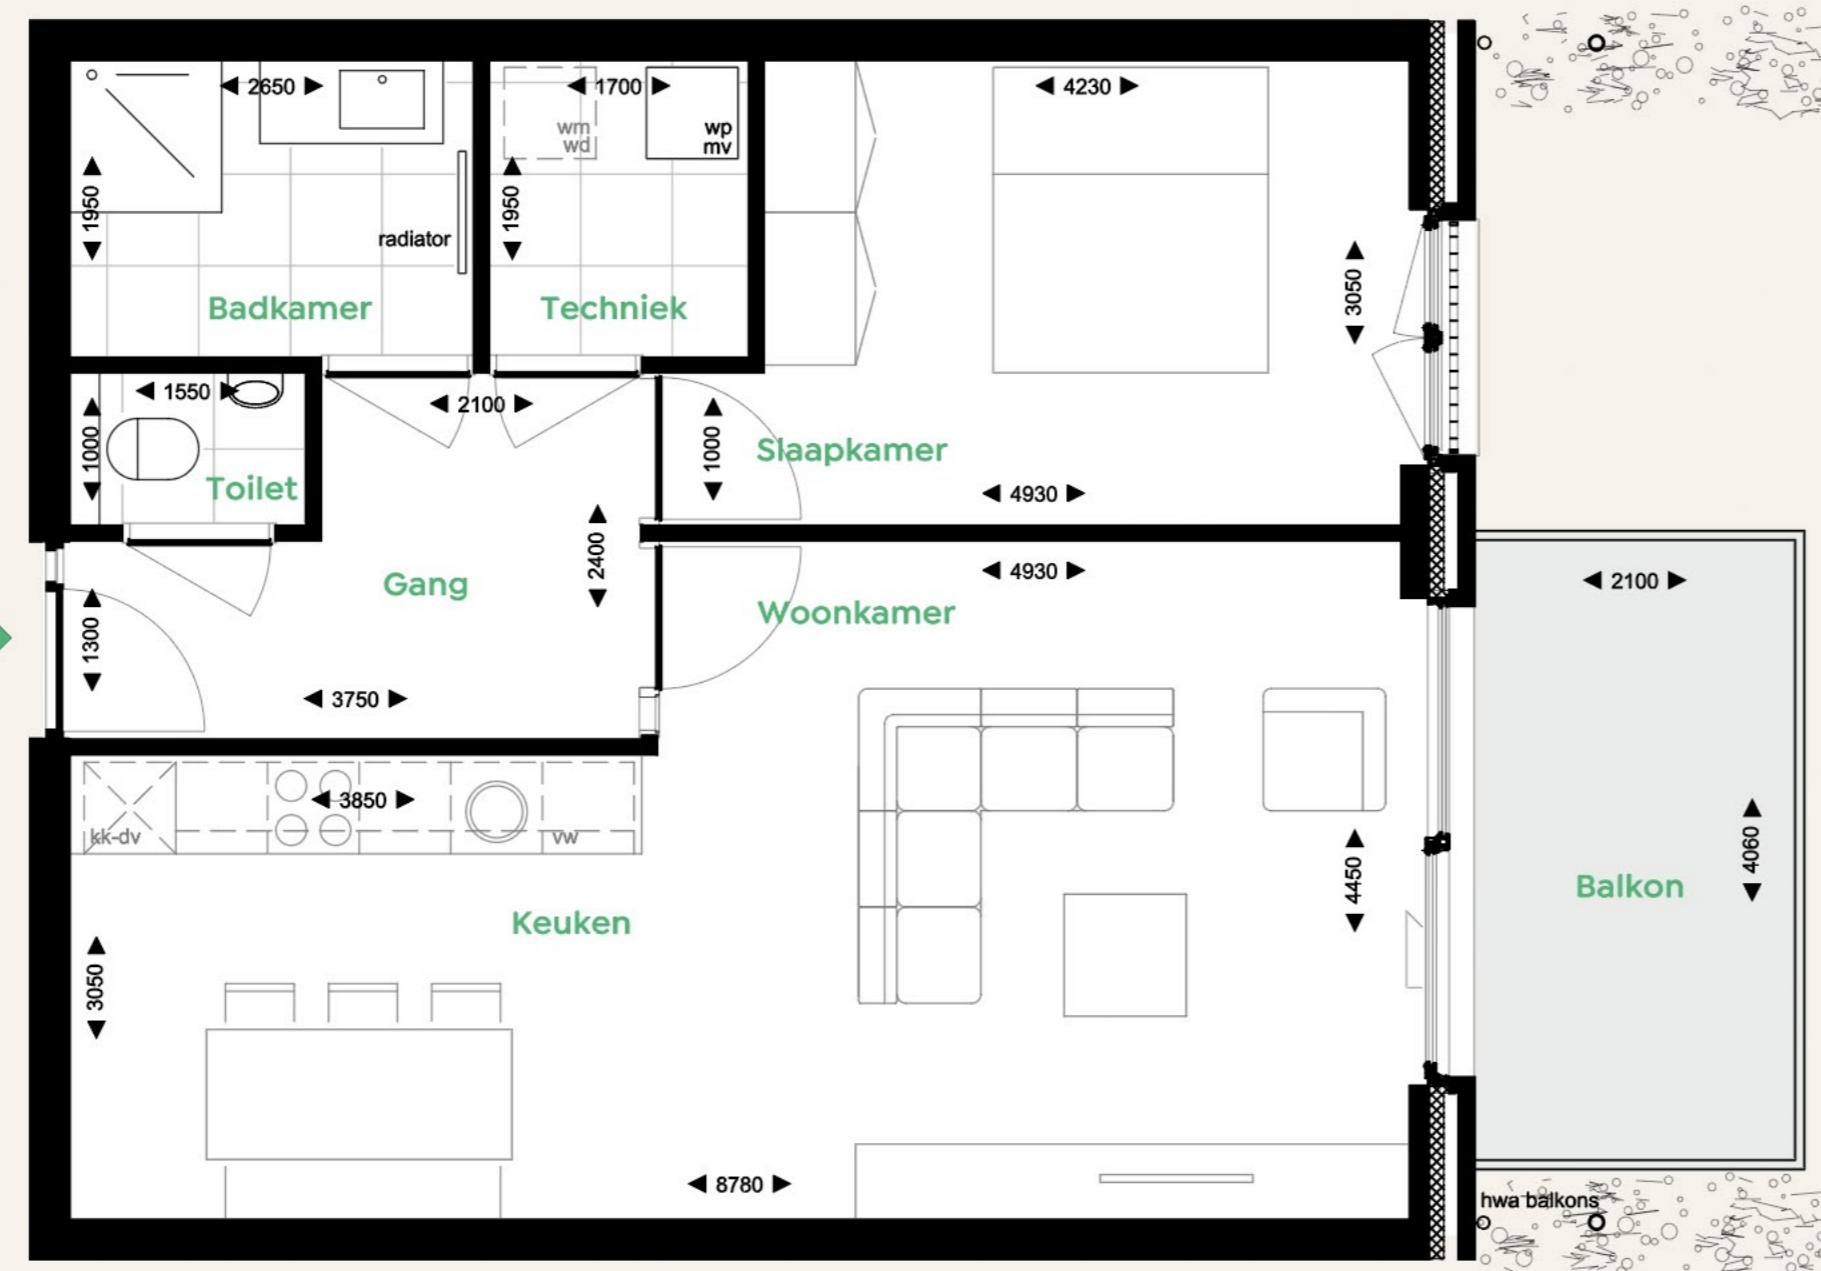 2650
1700
4230
wm
wd
wp
mv
1950
1950
radiator
3050
Badkamer
Techniek
1550
2100
1000
1000
Slaapkamer
Toilet
4930
2400
Gang
4930
2100
Woonkamer
1300
3750
3850
kk-dv
vw
4450
4060
Balkon
Keuken
3050
8780
hwa balkons